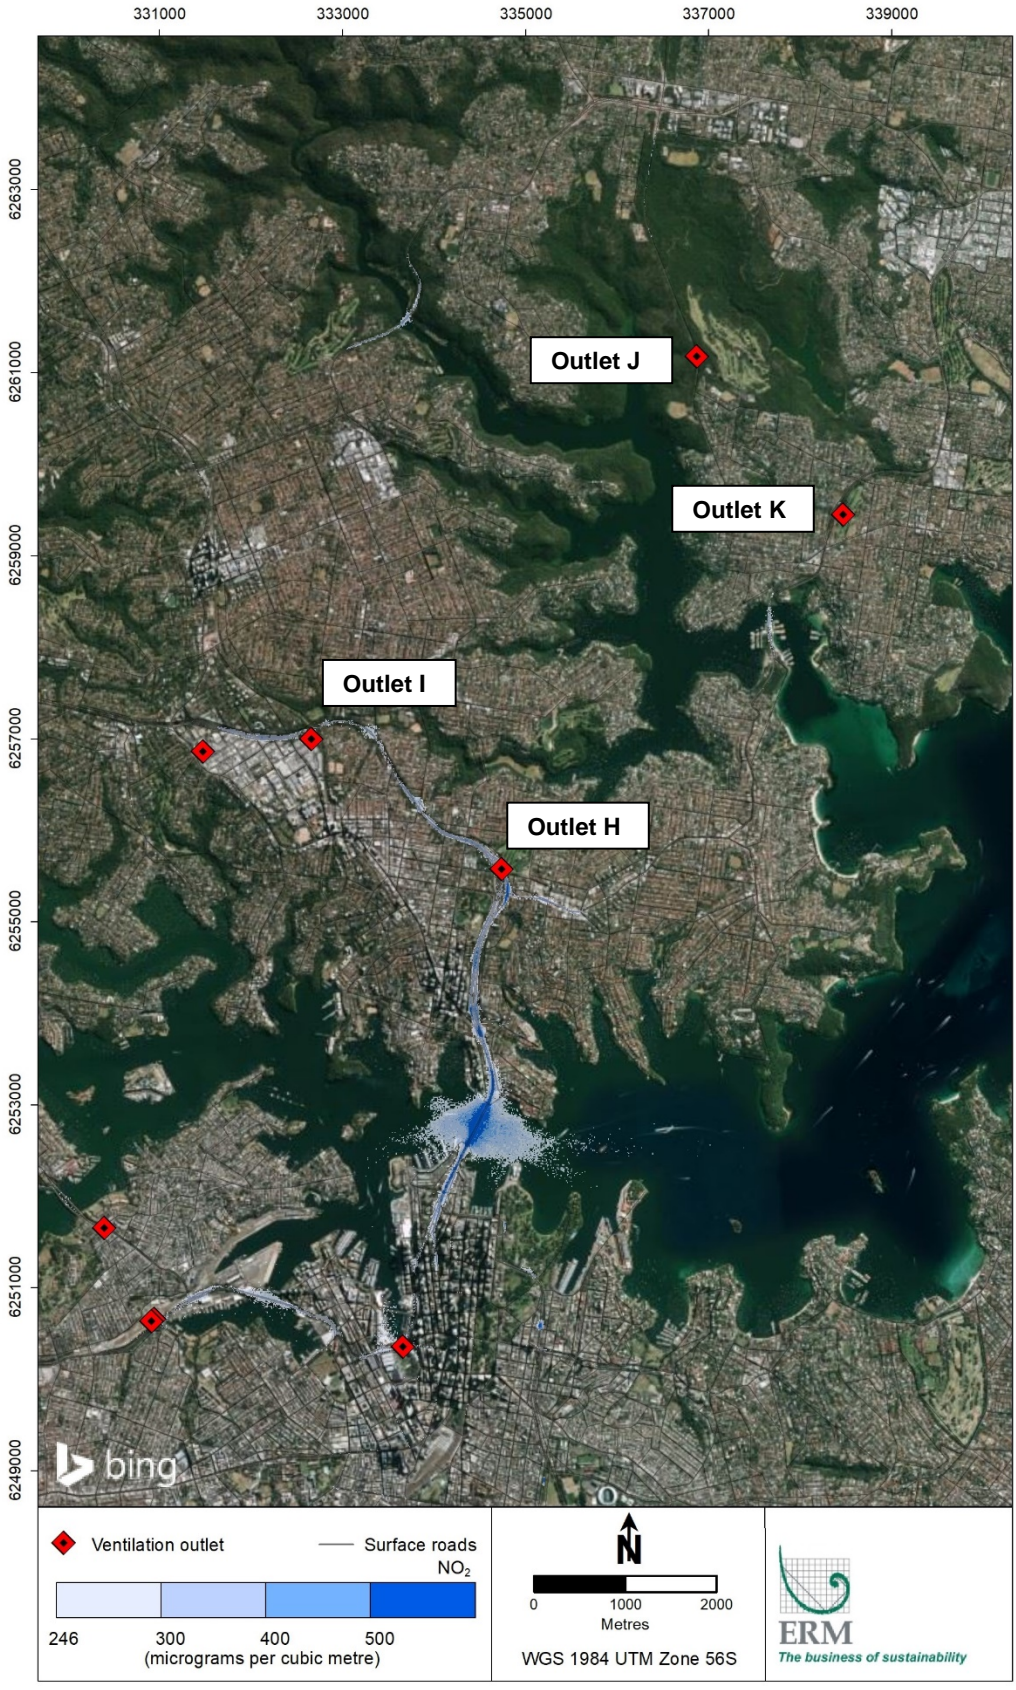 331000
333000
335000
337000
339000
6263000
6261000
6259000
6257000
6255000
6253000
6251000
6249000
Outlet J
Outlet K
Outlet I
Outlet H
bing
Ventilation outlet
Surface roads
NO₂
246
300
400
500
(micrograms per cubic metre)
N
0
1000
2000
Metres
WGS 1984 UTM Zone 56S
ERM
The business of sustainability